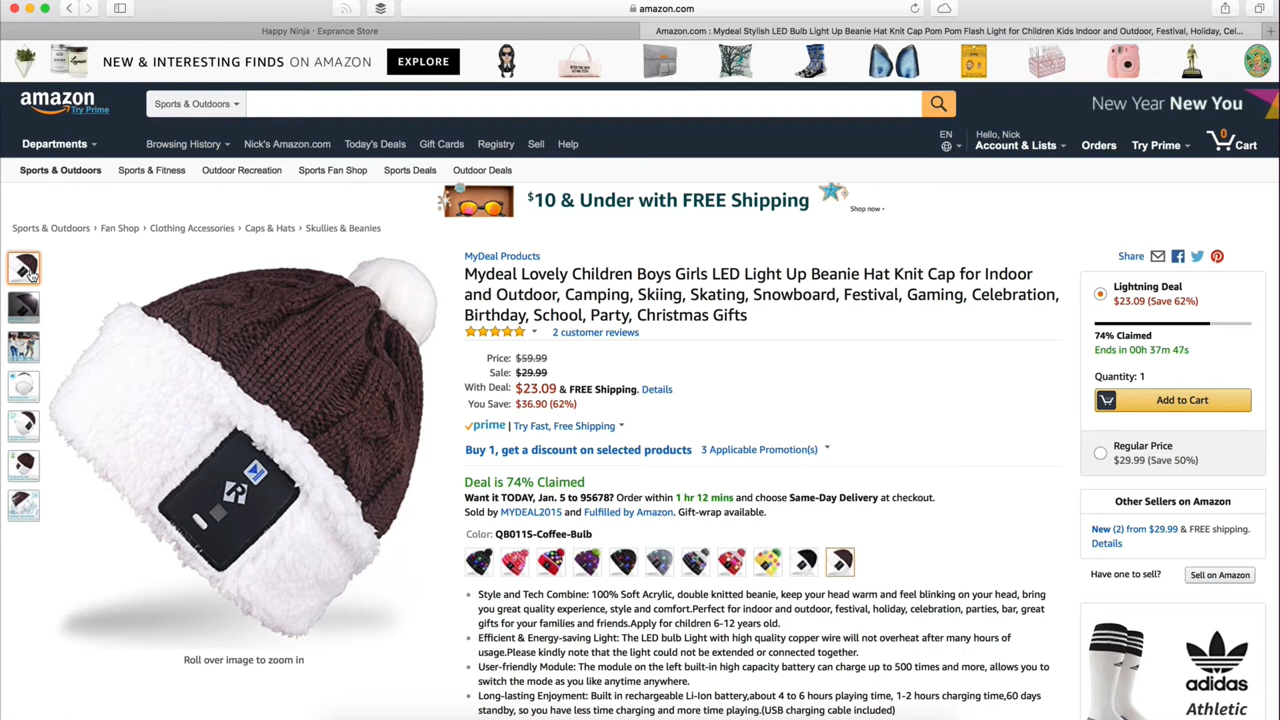 amazon.com
Happy Ninja - Exprance Store
Amazon.com : Mydeal Stylish LED Bulb Light Up Beanie Hat Knit Cap Pom Pom Flash Light for Children Kids Indoor and Outdoor, Festival, Holiday, Cel...
NEW & INTERESTING FINDS ON AMAZON
EXPLORE
amazon
Try Prime
Sports & Outdoors
New Year New You
Departments
Browsing History
Nick's Amazon.com
Today's Deals
Gift Cards
Registry
Sell
Help
EN
Hello, Nick
Account & Lists
Orders
Try Prime
0
Cart
Sports & Outdoors
Sports & Fitness
Outdoor Recreation
Sports Fan Shop
Sports Deals
Outdoor Deals
$10 & Under with FREE Shipping
Shop now ›
Sports & Outdoors › Fan Shop › Clothing Accessories › Caps & Hats › Skullies & Beanies
Roll over image to zoom in
MyDeal Products
Mydeal Lovely Children Boys Girls LED Light Up Beanie Hat Knit Cap for Indoor
and Outdoor, Camping, Skiing, Skating, Snowboard, Festival, Gaming, Celebration,
Birthday, School, Party, Christmas Gifts
2 customer reviews
Price: $59.99
Sale: $29.99
With Deal: $23.09 & FREE Shipping. Details
You Save: $36.90 (62%)
prime | Try Fast, Free Shipping
Buy 1, get a discount on selected products 3 Applicable Promotion(s)
Deal is 74% Claimed
Want it TODAY, Jan. 5 to 95678? Order within 1 hr 12 mins and choose Same-Day Delivery at checkout.
Sold by MYDEAL2015 and Fulfilled by Amazon. Gift-wrap available.
Color: QB011S-Coffee-Bulb
Style and Tech Combine: 100% Soft Acrylic, double knitted beanie, keep your head warm and feel blinking on your head, bring
you great quality experience, style and comfort.Perfect for indoor and outdoor, festival, holiday, celebration, parties, bar, great
gifts for your families and friends.Apply for children 6-12 years old.
Efficient & Energy-saving Light: The LED bulb Light with high quality copper wire will not overheat after many hours of
usage.Please kindly note that the light could not be extended or connected together.
User-friendly Module: The module on the left built-in high capacity battery can charge up to 500 times and more, allows you to
switch the mode as you like anytime anywhere.
Long-lasting Enjoyment: Built in rechargeable Li-Ion battery,about 4 to 6 hours playing time, 1-2 hours charging time,60 days
standby, so you have less time charging and more time playing.(USB charging cable included)
Share
Lightning Deal
$23.09 (Save 62%)
74% Claimed
Ends in 00h 37m 47s
Quantity: 1
Add to Cart
Regular Price
$29.99 (Save 50%)
Other Sellers on Amazon
New (2) from $29.99 & FREE shipping.
Details
Have one to sell?
Sell on Amazon
adidas
Athletic